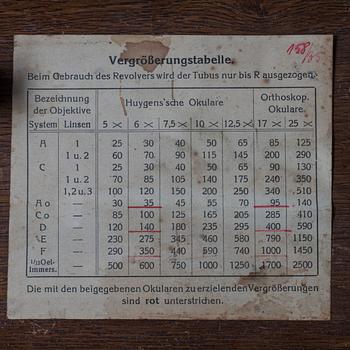 Vergrößerungstabelle.
Beim Gebrauch des Revolvers wird der Tubus nur bis R ausgezogen.
Bezeichnung der Objektive Huygens'sche Okulare Orthoskop. Okulare.
System Linsen 5 × 6 × 7,5 × 10 × 12,5 × 17 × 25 ×
A 1 25 30 40 50 65 85 125
1 u. 2 60 70 90 115 145 200 290
C 1 25 30 40 50 65 90 130
1 u. 2 70 85 105 140 175 240 350
1, 2 u. 3 100 120 150 200 250 340 510
A o — 30 35 45 55 70 95 140
C o — 85 100 125 165 205 285 410
D — 120 140 180 235 295 400 590
E — 230 275 345 460 580 790 1150
F — 290 350 440 590 740 1000 1450
1/12 Oel-Immers. — 500 600 750 1000 1250 1700 2500
Die mit den beigegebenen Okularen zu erzielenden Vergrößerungen
sind rot unterstrichen.